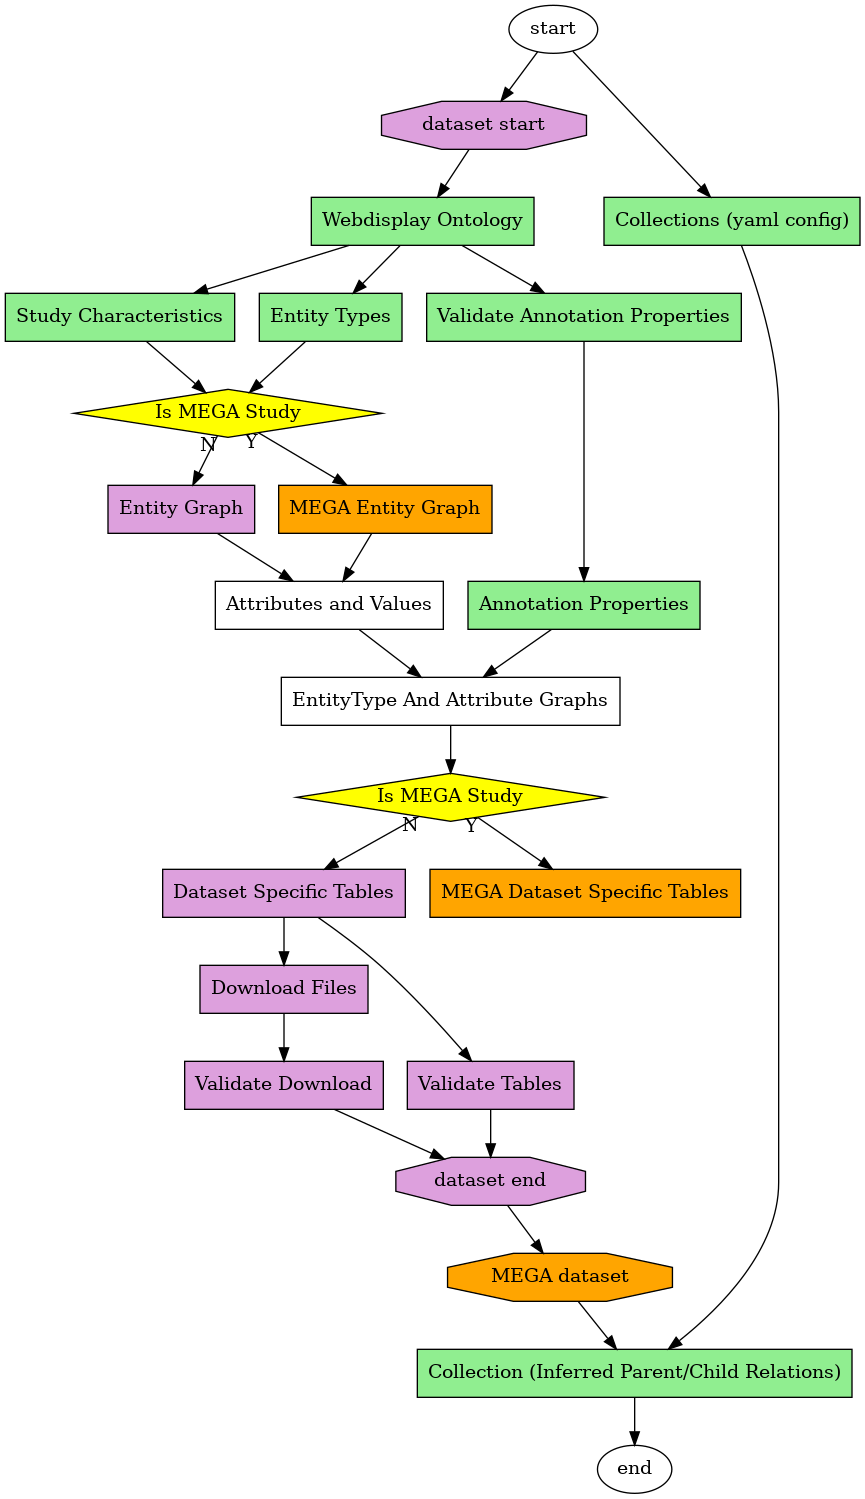 start
dataset start
Webdisplay Ontology
Collections (yaml config)
Study Characteristics
Entity Types
Validate Annotation Properties
Is MEGA Study
N
Y
Entity Graph
MEGA Entity Graph
Attributes and Values
Annotation Properties
EntityType And Attribute Graphs
Is MEGA Study
N
Y
Dataset Specific Tables
MEGA Dataset Specific Tables
Download Files
Validate Download
Validate Tables
dataset end
MEGA dataset
Collection (Inferred Parent/Child Relations)
end